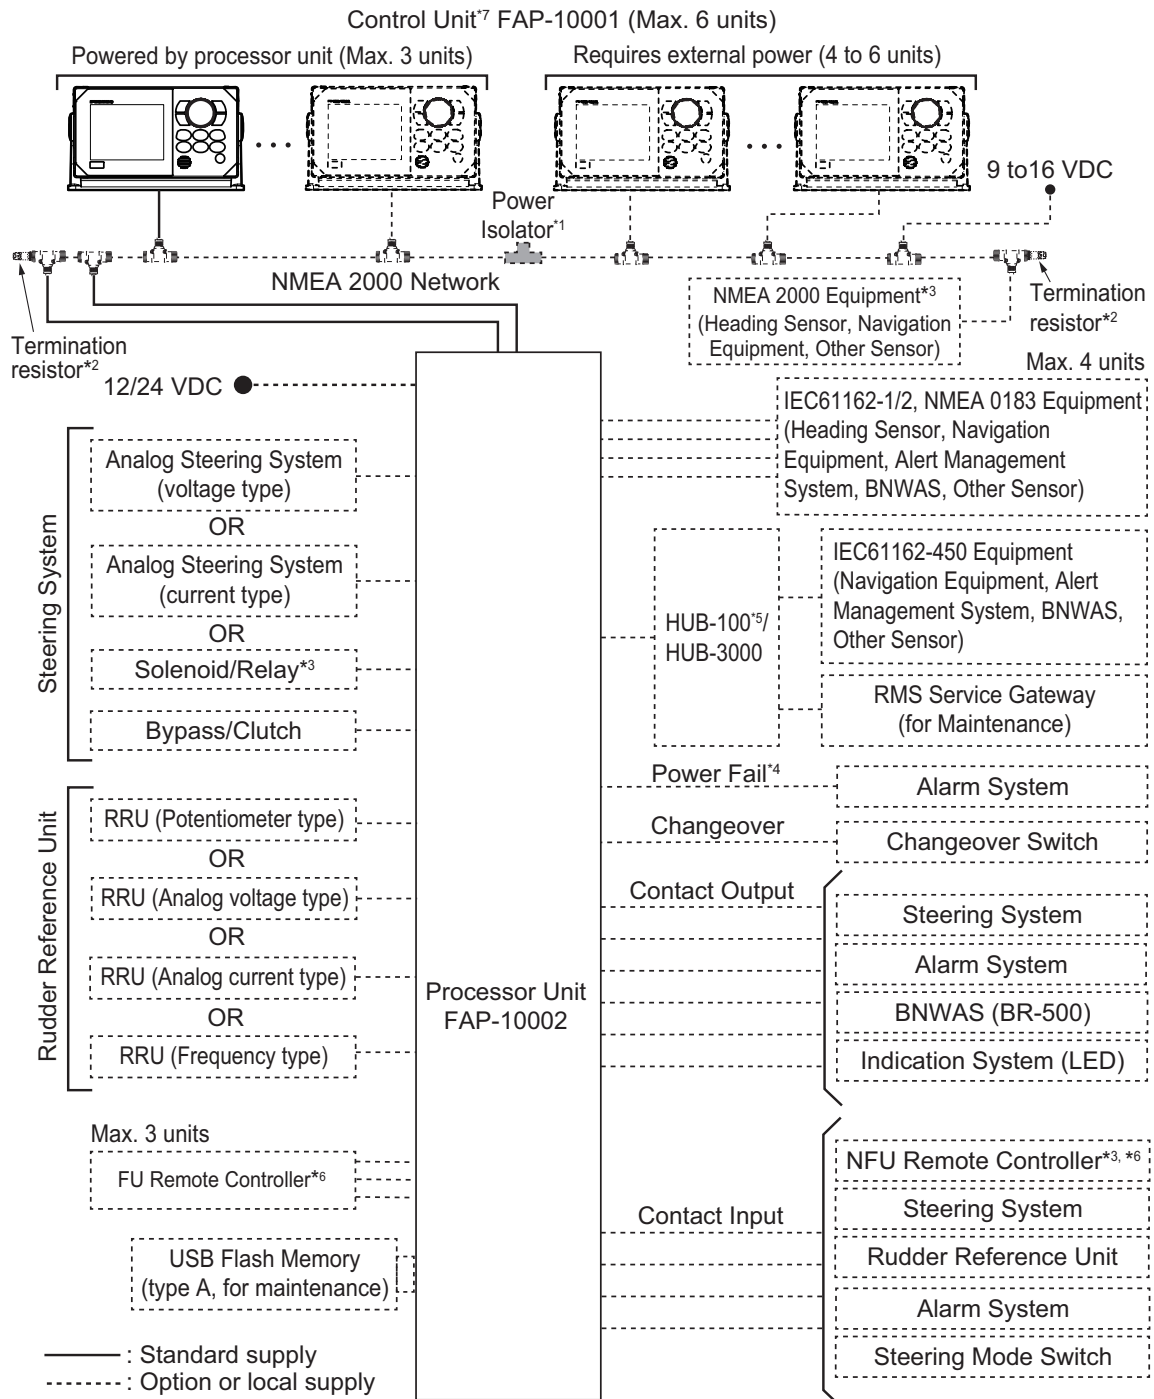 Control Unit*7 FAP-10001 (Max. 6 units)
Powered by processor unit (Max. 3 units)
Requires external power (4 to 6 units)
9 to16 VDC
Power
Isolator*1
NMEA 2000 Network
Termination
resistor*2
NMEA 2000 Equipment*3
(Heading Sensor, Navigation
Equipment, Other Sensor)
Termination
resistor*2
12/24 VDC
Max. 4 units
IEC61162-1/2, NMEA 0183 Equipment
(Heading Sensor, Navigation
Equipment, Alert Management
System, BNWAS, Other Sensor)
Steering System
Analog Steering System
(voltage type)
OR
Analog Steering System
(current type)
OR
Solenoid/Relay*3
Bypass/Clutch
HUB-100*5/
HUB-3000
IEC61162-450 Equipment
(Navigation Equipment, Alert
Management System, BNWAS,
Other Sensor)
RMS Service Gateway
(for Maintenance)
Power Fail*4
Alarm System
Changeover
Changeover Switch
Rudder Reference Unit
RRU (Potentiometer type)
OR
RRU (Analog voltage type)
OR
RRU (Analog current type)
OR
RRU (Frequency type)
Processor Unit
FAP-10002
Contact Output
Steering System
Alarm System
BNWAS (BR-500)
Indication System (LED)
Max. 3 units
FU Remote Controller*6
USB Flash Memory
(type A, for maintenance)
Contact Input
NFU Remote Controller*3, *6
Steering System
Rudder Reference Unit
Alarm System
Steering Mode Switch
: Standard supply
: Option or local supply